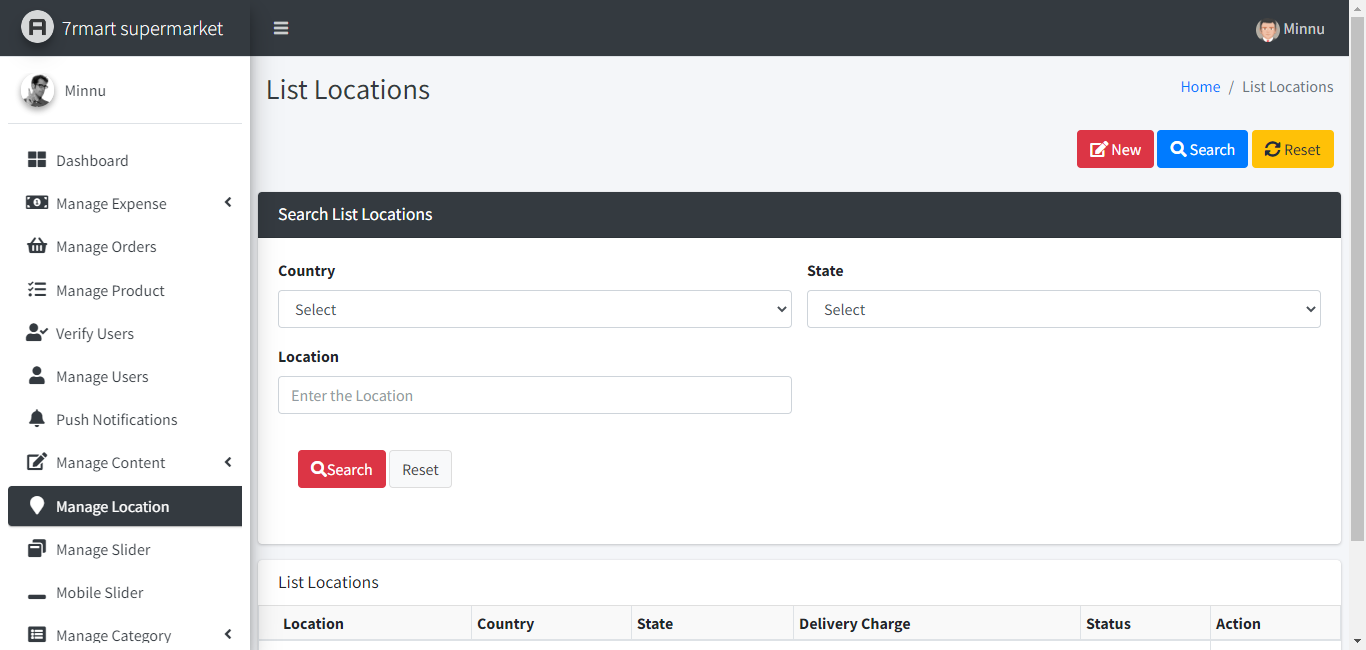 7rmart supermarket
Minnu
Minnu
List Locations
Home / List Locations
New Search Reset
Dashboard
Manage Expense
Manage Orders
Manage Product
Verify Users
Manage Users
Push Notifications
Manage Content
Manage Location
Manage Slider
Mobile Slider
Manage Category
Search List Locations
Country State
Select Select
Location
Enter the Location
Search Reset
List Locations
Location Country State Delivery Charge Status Action